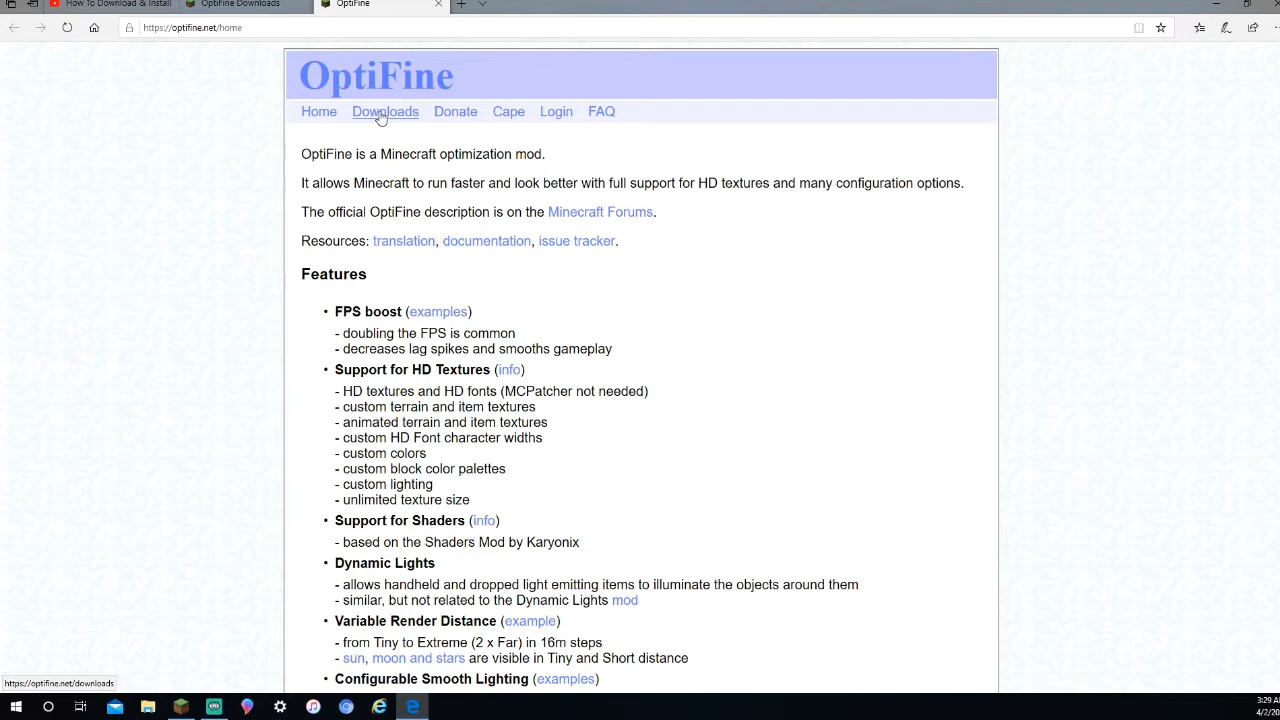 How To Download & Install
OptiFine Downloads
OptiFine
https://optifine.net/home
OptiFine
Home Downloads Donate Cape Login FAQ
OptiFine is a Minecraft optimization mod.
It allows Minecraft to run faster and look better with full support for HD textures and many configuration options.
The official OptiFine description is on the Minecraft Forums.
Resources: translation, documentation, issue tracker.
Features
• FPS boost (examples)
- doubling the FPS is common
- decreases lag spikes and smooths gameplay
• Support for HD Textures (info)
- HD textures and HD fonts (MCPatcher not needed)
- custom terrain and item textures
- animated terrain and item textures
- custom HD Font character widths
- custom colors
- custom block color palettes
- custom lighting
- unlimited texture size
• Support for Shaders (info)
- based on the Shaders Mod by Karyonix
• Dynamic Lights
- allows handheld and dropped light emitting items to illuminate the objects around them
- similar, but not related to the Dynamic Lights mod
• Variable Render Distance (example)
- from Tiny to Extreme (2 x Far) in 16m steps
- sun, moon and stars are visible in Tiny and Short distance
• Configurable Smooth Lighting (examples)
https://optifine.net/downloads
3:29 A
4/2/20